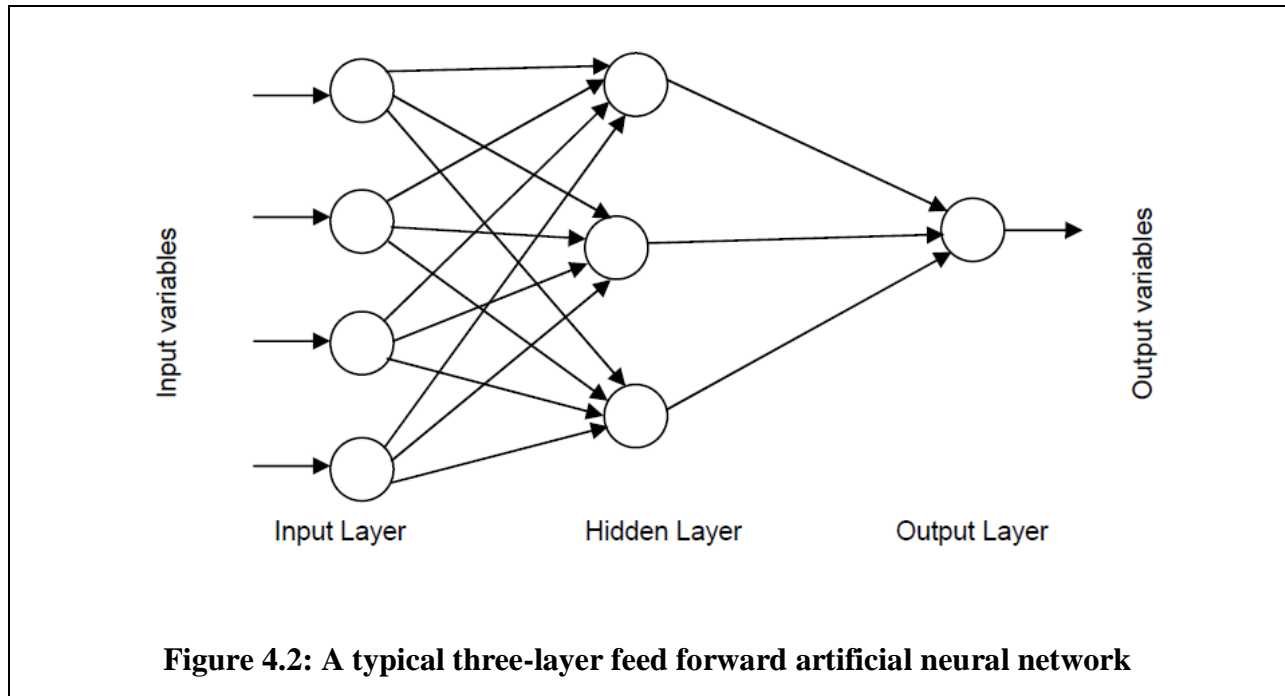 Input variables
Output variables
Input Layer
Hidden Layer
Output Layer
Figure 4.2: A typical three-layer feed forward artificial neural network